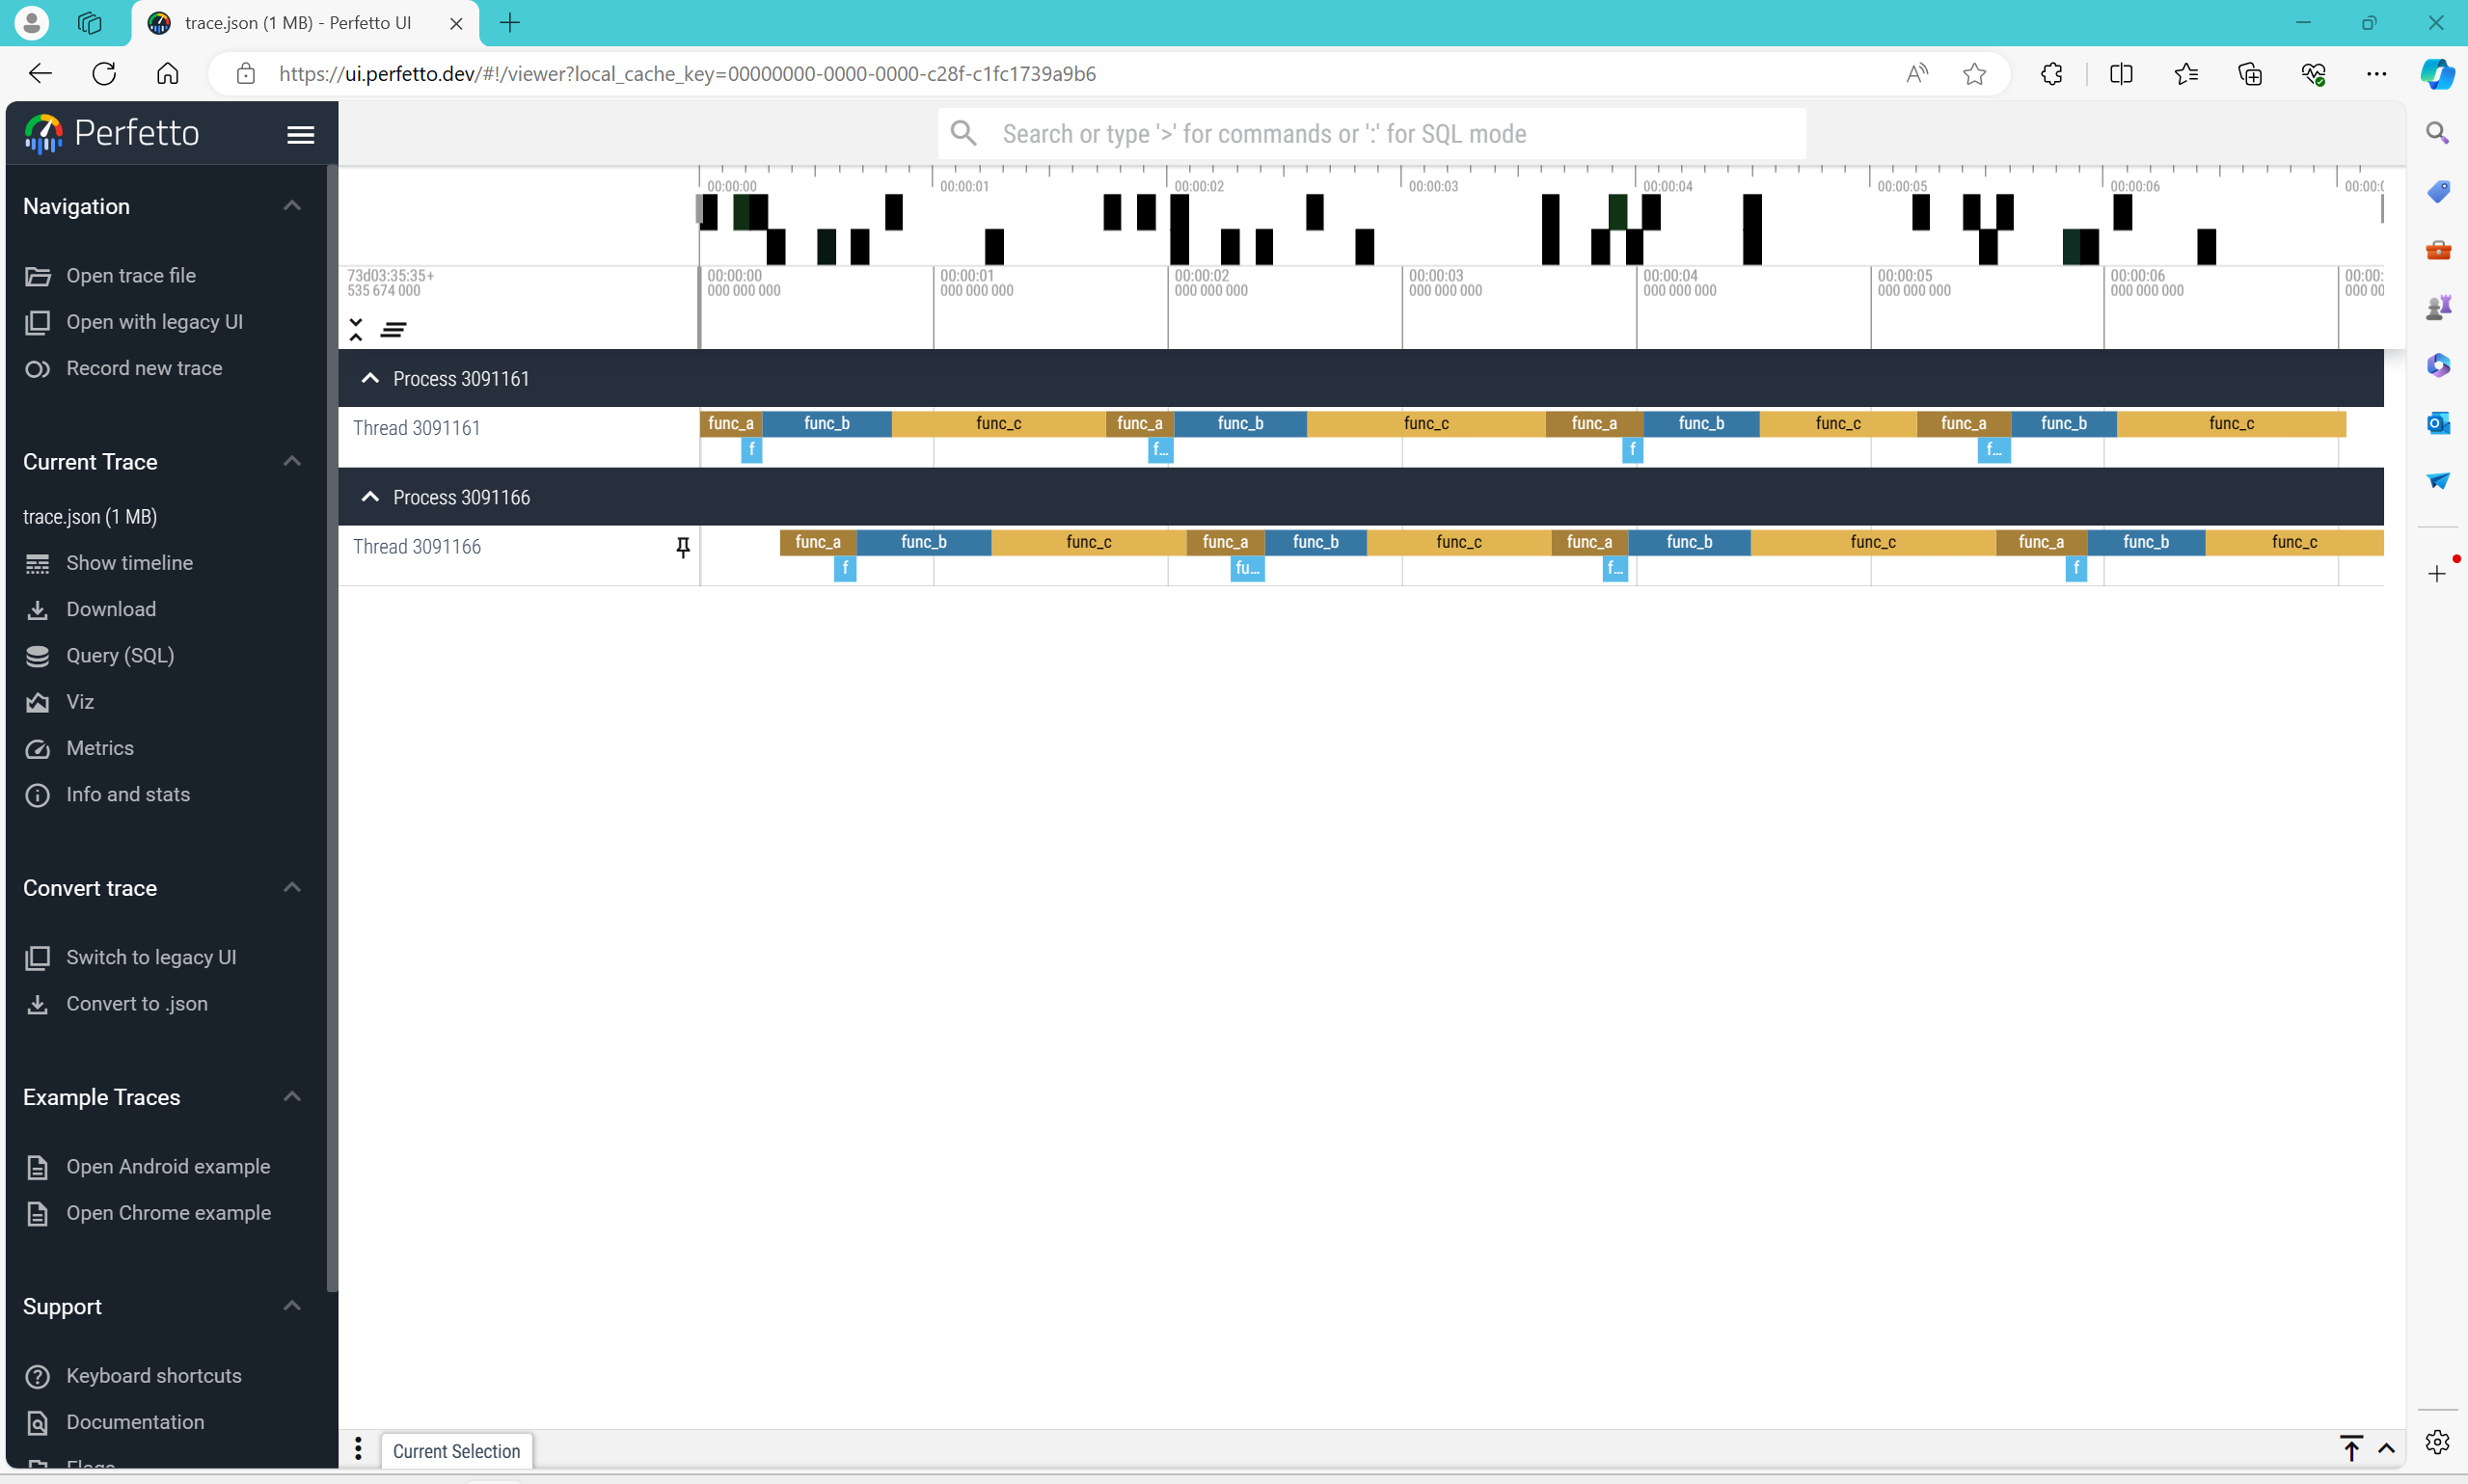 trace.json (1 MB) - Perfetto UI
https://ui.perfetto.dev/#!/viewer?local_cache_key=00000000-0000-0000-c28f-c1fc1739a9b6
Perfetto
Search or type '>' for commands or ':' for SQL mode
Navigation
Open trace file
Open with legacy UI
Record new trace
Current Trace
trace.json (1 MB)
Show timeline
Download
Query (SQL)
Viz
Metrics
Info and stats
Convert trace
Switch to legacy UI
Convert to .json
Example Traces
Open Android example
Open Chrome example
Support
Keyboard shortcuts
Documentation
Flags
00:00:00 00:00:01 00:00:02 00:00:03 00:00:04 00:00:05 00:00:06 00:00:
73d03:35:35+ 00:00:00 00:00:01 00:00:02 00:00:03 00:00:04 00:00:05 00:00:06 00:00:
535 674 000 000 000 000 000 000 000 000 000 000 000 000 000 000 000 000 000 000 000 000 000 000 000 00
Process 3091161
Thread 3091161 func_a func_b func_c func_a func_b func_c func_a func_b func_c func_a func_b func_c
f f... f f...
Process 3091166
Thread 3091166 func_a func_b func_c func_a func_b func_c func_a func_b func_c func_a func_b func_c
f fu... f... f
Current Selection